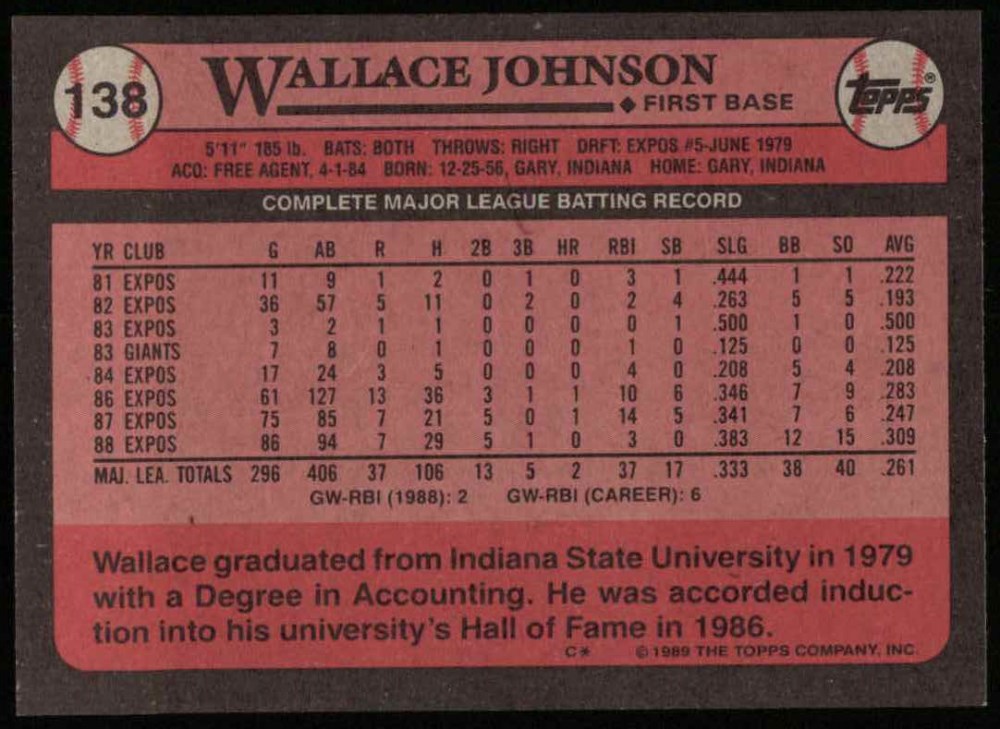 138
WALLACE JOHNSON
FIRST BASE
TOPPS®
5'11" 185 lb. BATS: BOTH THROWS: RIGHT DRFT: EXPOS #5-JUNE 1979
ACQ: FREE AGENT, 4-1-84 BORN: 12-25-56, GARY, INDIANA HOME: GARY, INDIANA
COMPLETE MAJOR LEAGUE BATTING RECORD
YR CLUB G AB R H 2B 3B HR RBI SB SLG BB SO AVG
81 EXPOS 11 9 1 2 0 1 0 3 1 .444 1 1 .222
82 EXPOS 36 57 5 11 0 2 0 2 4 .263 5 5 .193
83 EXPOS 3 2 1 1 0 0 0 0 1 .500 1 0 .500
83 GIANTS 7 8 0 1 0 0 0 1 0 .125 0 0 .125
84 EXPOS 17 24 3 5 0 0 0 4 0 .208 5 4 .208
86 EXPOS 61 127 13 36 3 1 1 10 6 .346 7 9 .283
87 EXPOS 75 85 7 21 5 0 1 14 5 .341 7 6 .247
88 EXPOS 86 94 7 29 5 1 0 3 0 .383 12 15 .309
MAJ. LEA. TOTALS 296 406 37 106 13 5 2 37 17 .333 38 40 .261
GW-RBI (1988): 2 GW-RBI (CAREER): 6
Wallace graduated from Indiana State University in 1979
with a Degree in Accounting. He was accorded induc-
tion into his university's Hall of Fame in 1986.
C* © 1989 THE TOPPS COMPANY, INC.